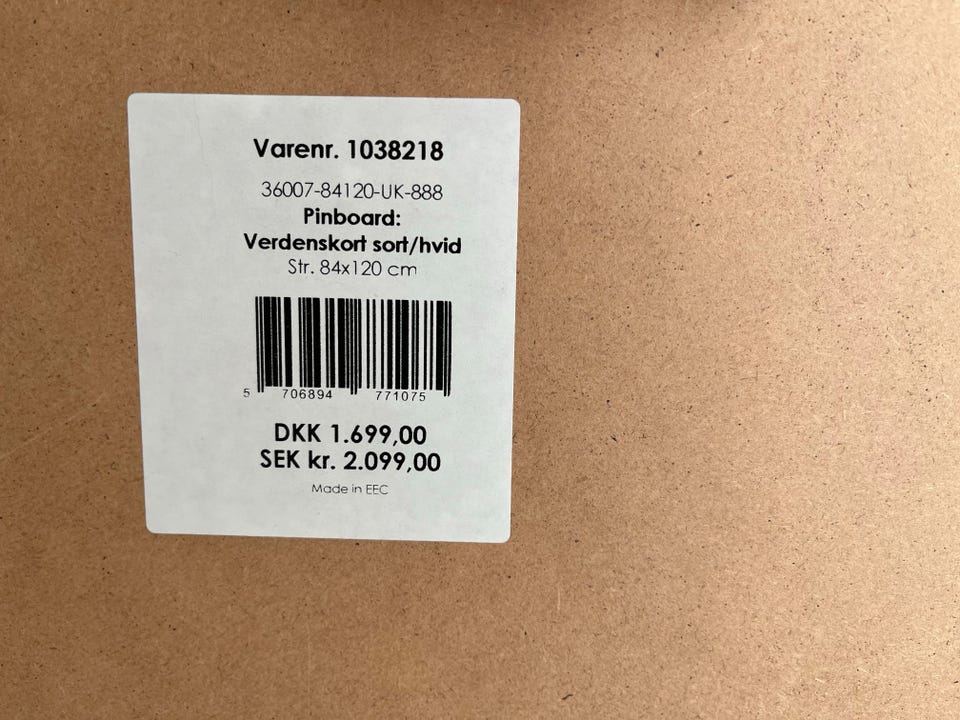 Varenr. 1038218
36007-84120-UK-888
Pinboard:
Verdenskort sort/hvid
Str. 84x120 cm
5 706894 771075
DKK 1.699,00
SEK kr. 2.099,00
Made in EEC